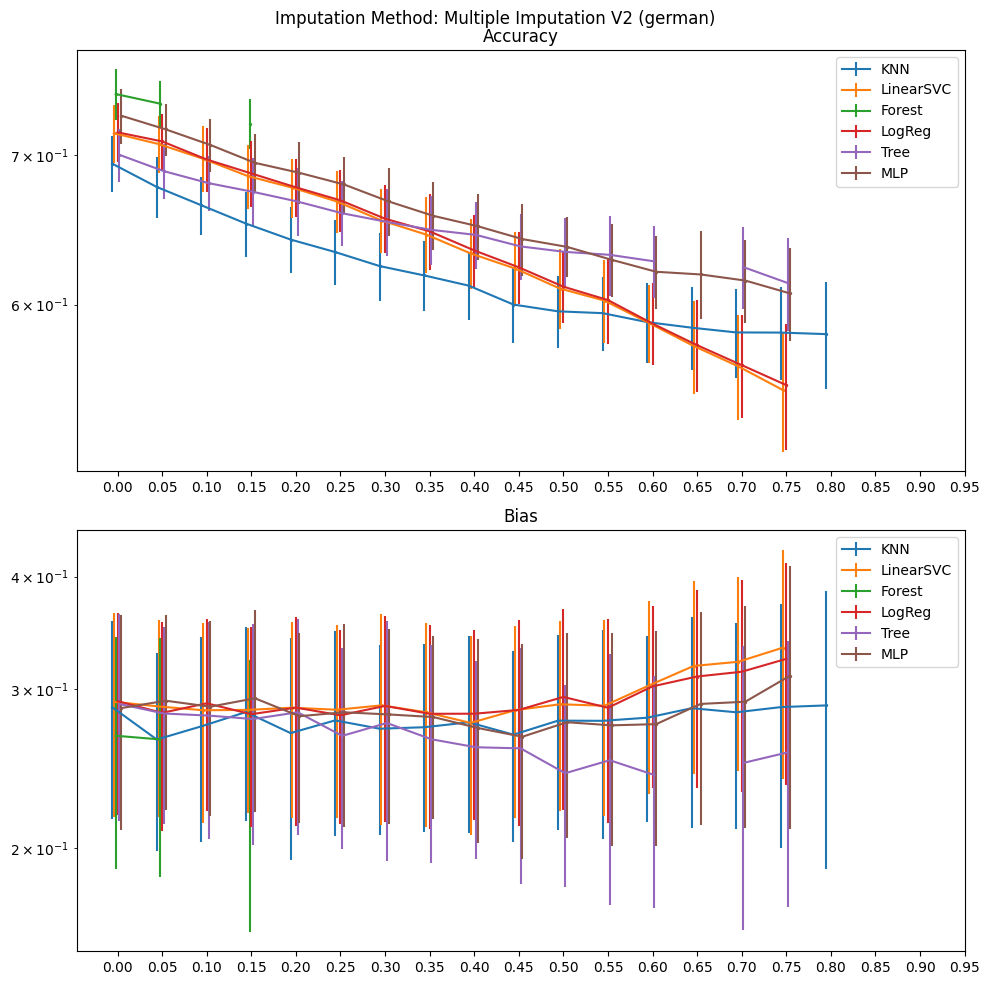 Imputation Method: Multiple Imputation V2 (german)
Accuracy
KNN
LinearSVC
Forest
LogReg
Tree
MLP
7 × 10⁻¹
6 × 10⁻¹
0.00 0.05 0.10 0.15 0.20 0.25 0.30 0.35 0.40 0.45 0.50 0.55 0.60 0.65 0.70 0.75 0.80 0.85 0.90 0.95
Bias
KNN
LinearSVC
Forest
LogReg
Tree
MLP
4 × 10⁻¹
3 × 10⁻¹
2 × 10⁻¹
0.00 0.05 0.10 0.15 0.20 0.25 0.30 0.35 0.40 0.45 0.50 0.55 0.60 0.65 0.70 0.75 0.80 0.85 0.90 0.95